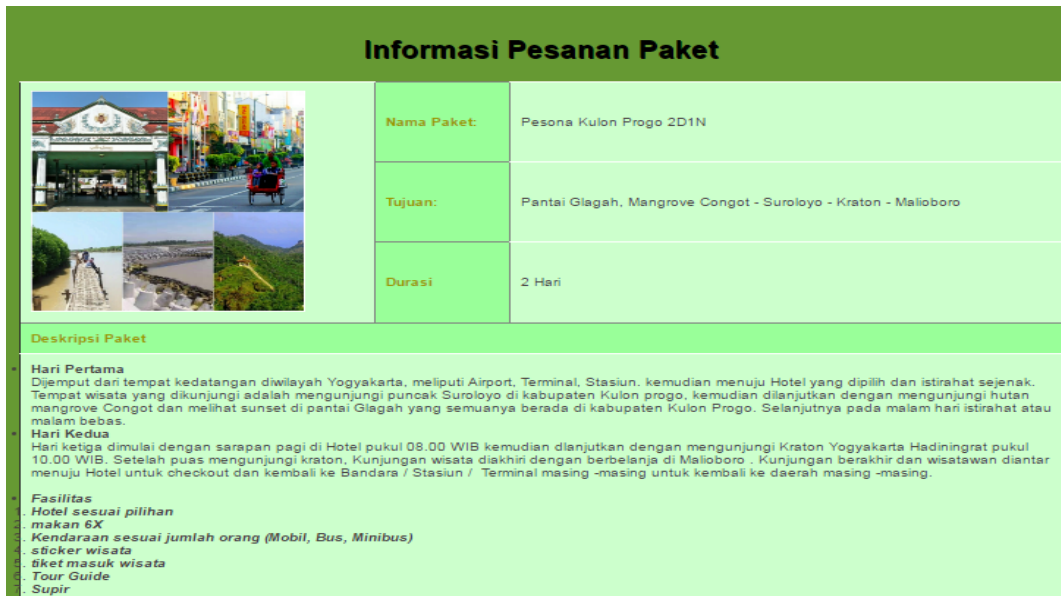 Informasi Pesanan Paket
Nama Paket:
Pesona Kulon Progo 2D1N
Tujuan:
Pantai Glagah, Mangrove Congot - Suroloyo - Kraton - Malioboro
Durasi
2 Hari
Deskripsi Paket
Hari Pertama
Dijemput dari tempat kedatangan diwilayah Yogyakarta, meliputi Airport, Terminal, Stasiun. kemudian menuju Hotel yang dipilih dan istirahat sejenak.
Tempat wisata yang dikunjungi adalah mengunjungi puncak Suroloyo di kabupaten Kulon progo, kemudian dilanjutkan dengan mengunjungi hutan
mangrove Congot dan melihat sunset di pantai Glagah yang semuanya berada di kabupaten Kulon Progo. Selanjutnya pada malam hari istirahat atau
malam bebas.
Hari Kedua
Hari ketiga dimulai dengan sarapan pagi di Hotel pukul 08.00 WIB kemudian dlanjutkan dengan mengunjungi Kraton Yogyakarta Hadiningrat pukul
10.00 WIB. Setelah puas mengunjungi kraton, Kunjungan wisata diakhiri dengan berbelanja di Malioboro . Kunjungan berakhir dan wisatawan diantar
menuju Hotel untuk checkout dan kembali ke Bandara / Stasiun / Terminal masing -masing untuk kembali ke daerah masing -masing.
Fasilitas
1. Hotel sesuai pilihan
2. makan 6X
3. Kendaraan sesuai jumlah orang (Mobil, Bus, Minibus)
4. sticker wisata
5. tiket masuk wisata
6. Tour Guide
7. Supir